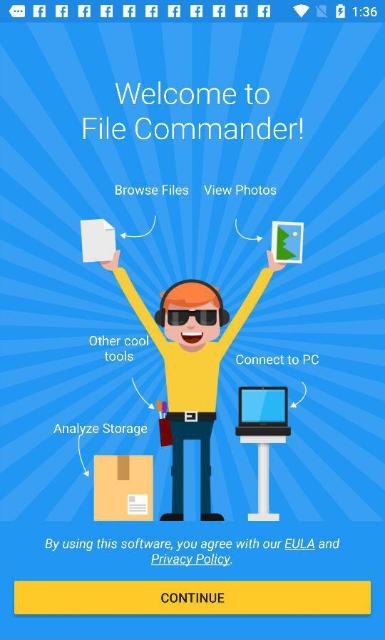 1:36
Welcome to
File Commander!
Browse Files
View Photos
Other cool
tools
Connect to PC
Analyze Storage
By using this software, you agree with our EULA and
Privacy Policy.
CONTINUE